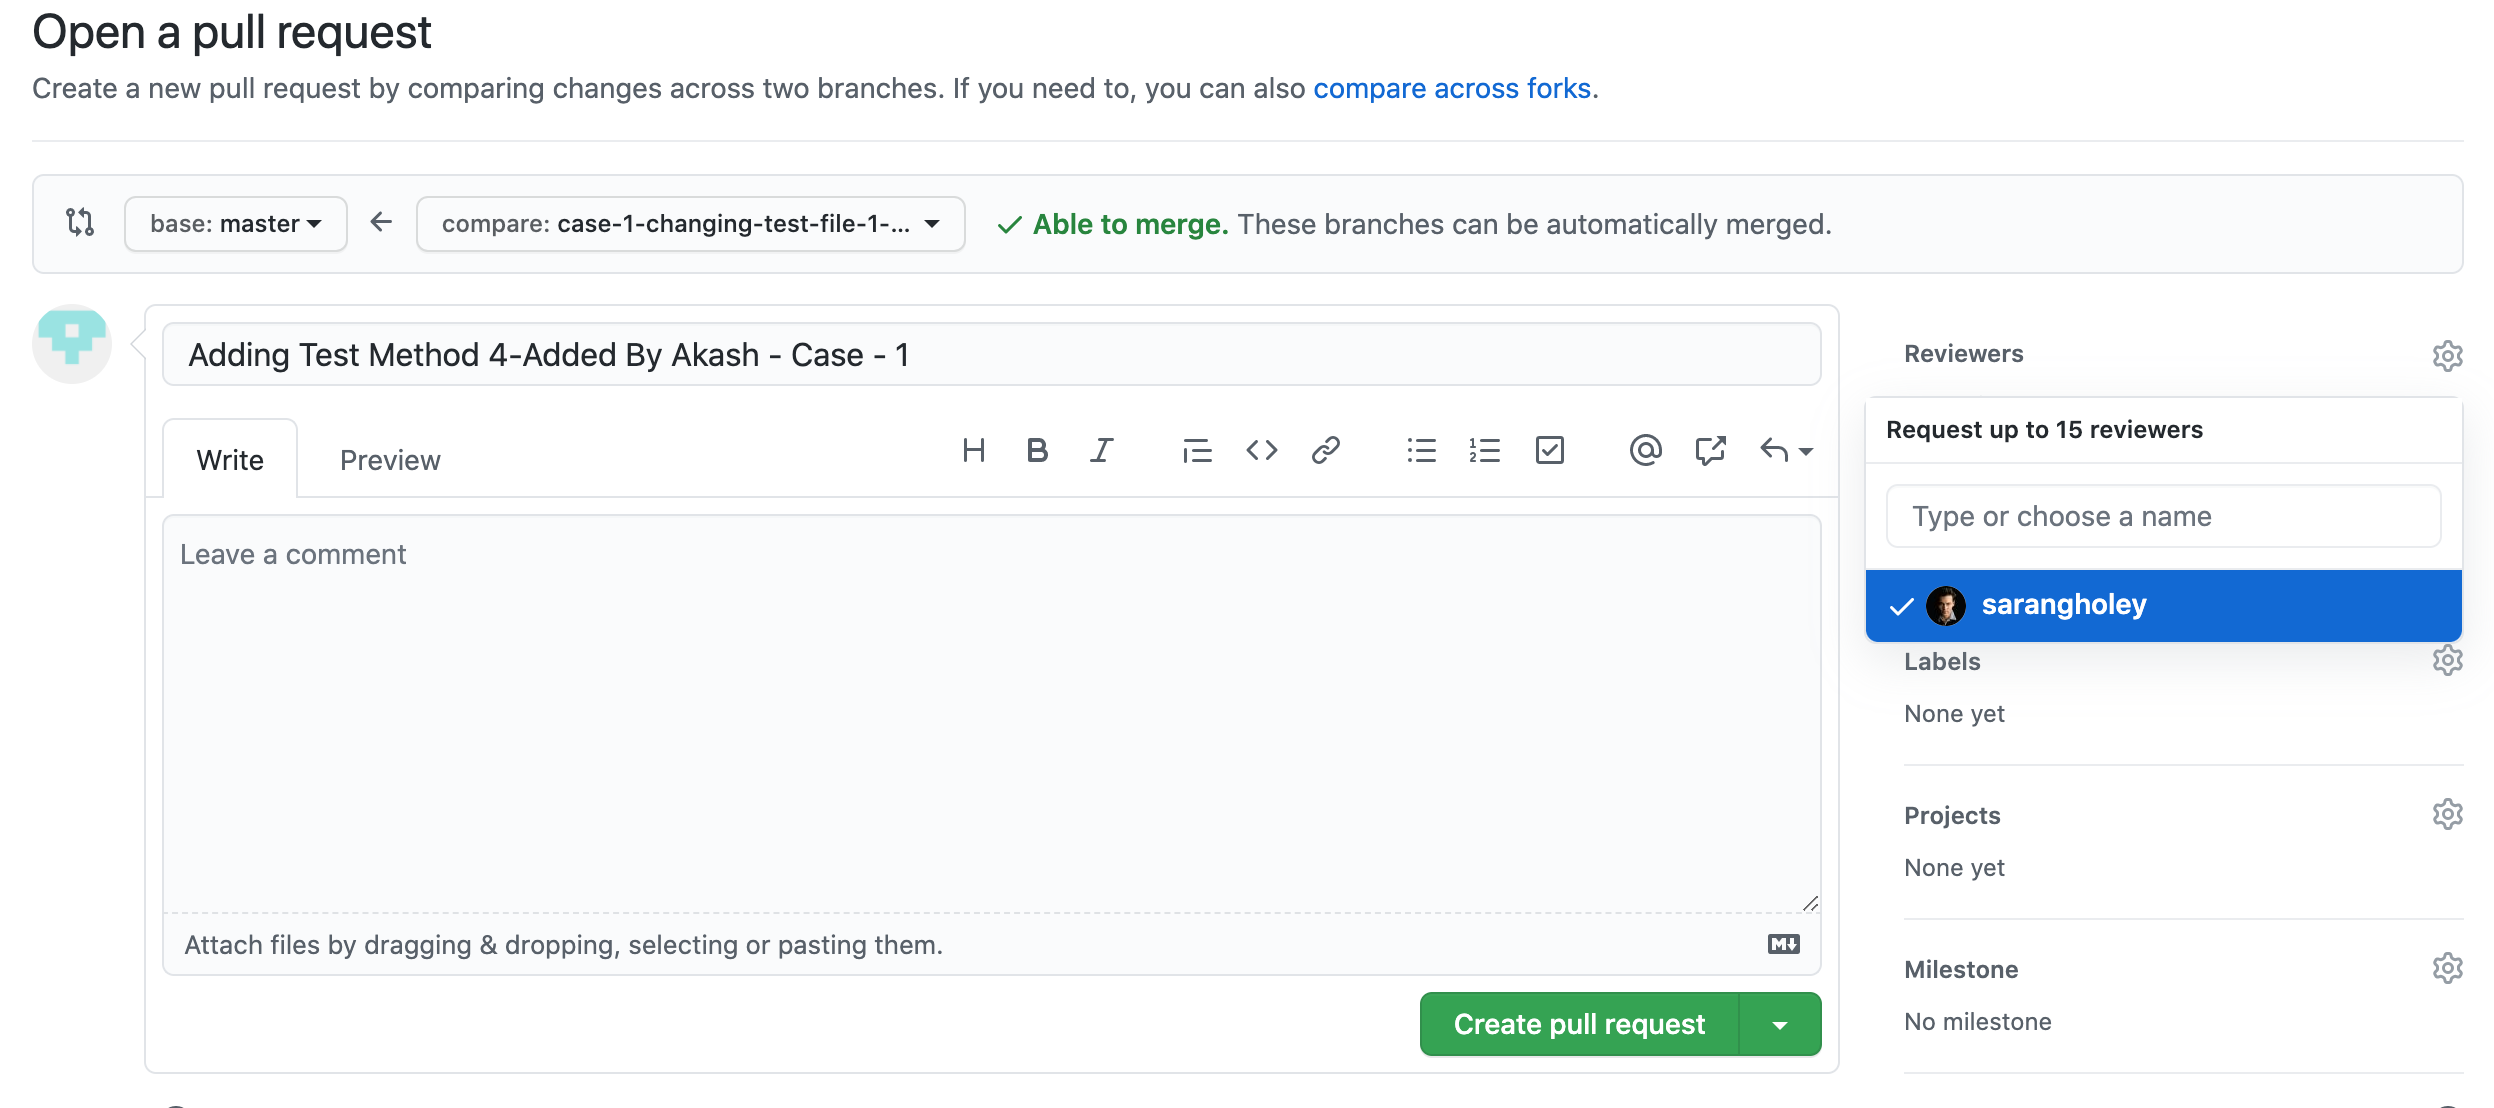 Open a pull request
Create a new pull request by comparing changes across two branches. If you need to, you can also compare across forks.
base: master
compare: case-1-changing-test-file-1-...
Able to merge. These branches can be automatically merged.
Adding Test Method 4-Added By Akash - Case - 1
Write
Preview
Leave a comment
Attach files by dragging & dropping, selecting or pasting them.
Create pull request
Reviewers
Request up to 15 reviewers
Type or choose a name
sarangholey
Labels
None yet
Projects
None yet
Milestone
No milestone